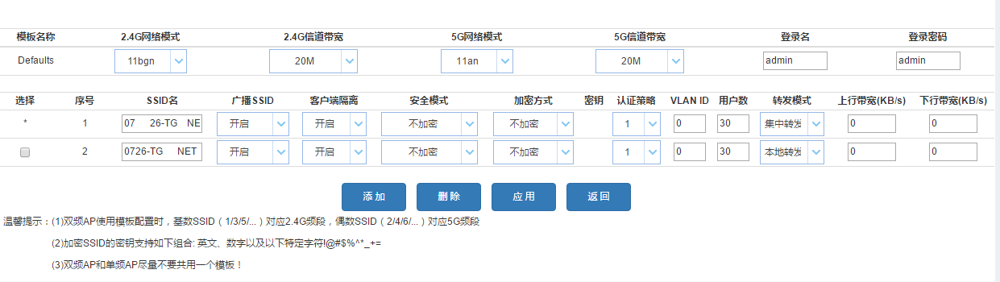 模板名称 2.4G网络模式 2.4G信道带宽 5G网络模式 5G信道带宽 登录名 登录密码
Defaults 11bgn 20M 11an 20M admin admin
选择 序号 SSID名 广播SSID 客户端隔离 安全模式 加密方式 密钥 认证策略 VLAN ID 用户数 转发模式 上行带宽(KB/s) 下行带宽(KB/s)
* 1 07 26-TG NE 开启 开启 不加密 不加密 1 0 30 集中转发 0 0
2 0726-TG NET 开启 开启 不加密 不加密 1 0 30 本地转发 0 0
添加 删除 应用 返回
温馨提示：(1)双频AP使用模板配置时，基数SSID（1/3/5/...）对应2.4G频段，偶数SSID（2/4/6/...）对应5G频段
(2)加密SSID的密钥支持如下组合: 英文、数字以及以下特定字符!@#$%^*_+=
(3)双频AP和单频AP尽量不要共用一个模板！